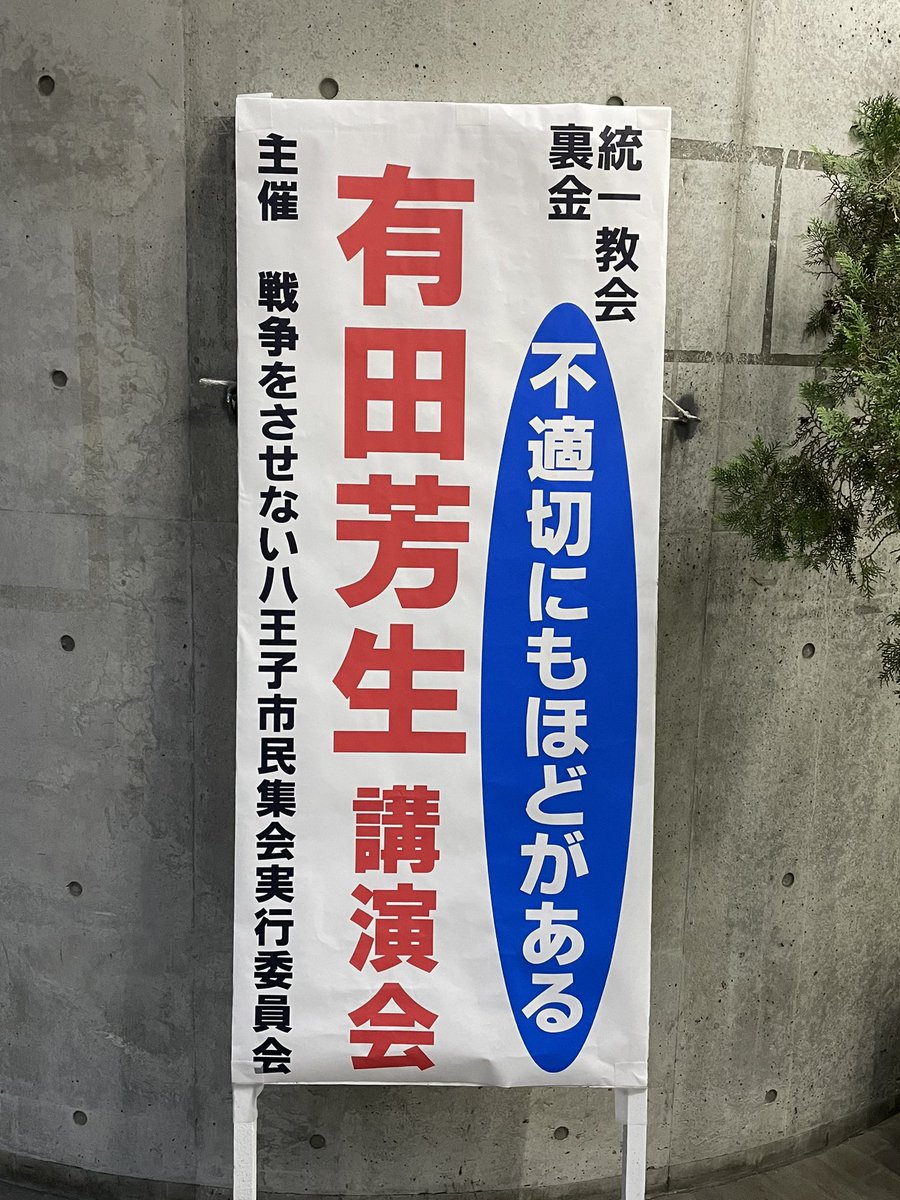 統一教会
裏金
不適切にもほどがある
有田芳生 講演会
主催 戦争をさせない八王子市民集会実行委員会